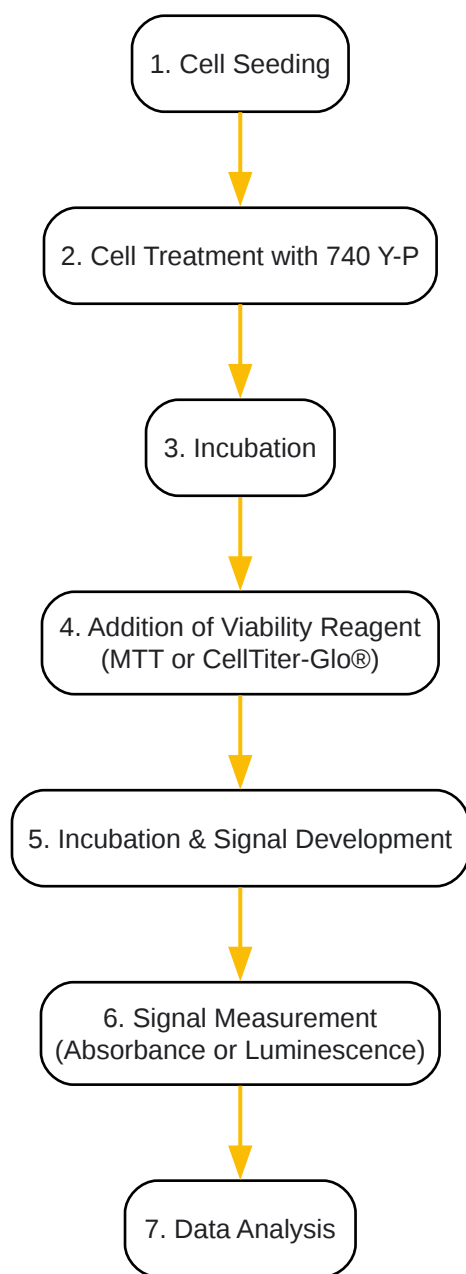 1. Cell Seeding
2. Cell Treatment with 740 Y-P
3. Incubation
4. Addition of Viability Reagent
(MTT or CellTiter-Glo®)
5. Incubation & Signal Development
6. Signal Measurement
(Absorbance or Luminescence)
7. Data Analysis